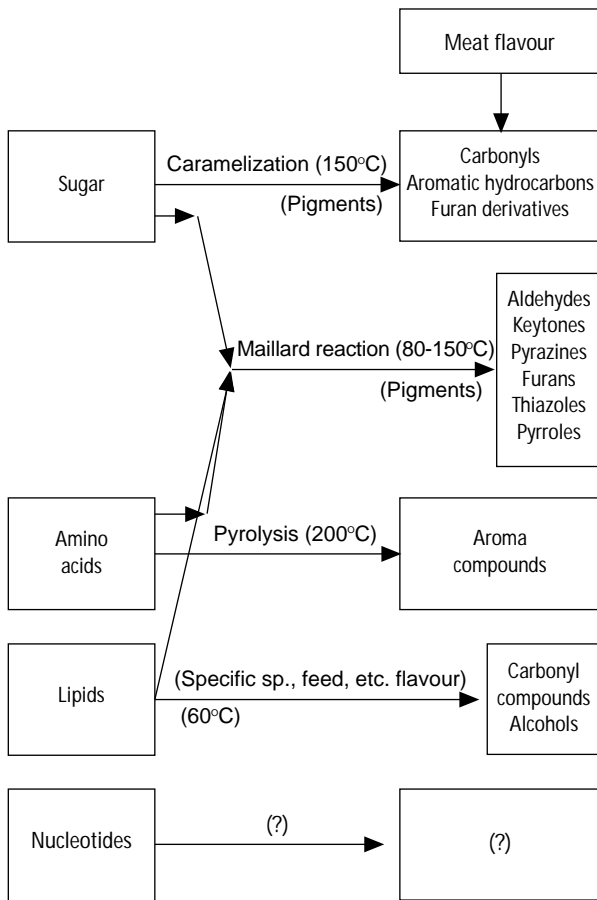 Meat flavour
Sugar
Caramelization (150°C)
(Pigments)
Carbonyls
Aromatic hydrocarbons
Furan derivatives
Maillard reaction (80-150°C)
(Pigments)
Aldehydes
Keytones
Pyrazines
Furans
Thiazoles
Pyrroles
Amino
acids
Pyrolysis (200°C)
Aroma
compounds
Lipids
(Specific sp., feed, etc. flavour)
(60°C)
Carbonyl
compounds
Alcohols
Nucleotides
(?)
(?)